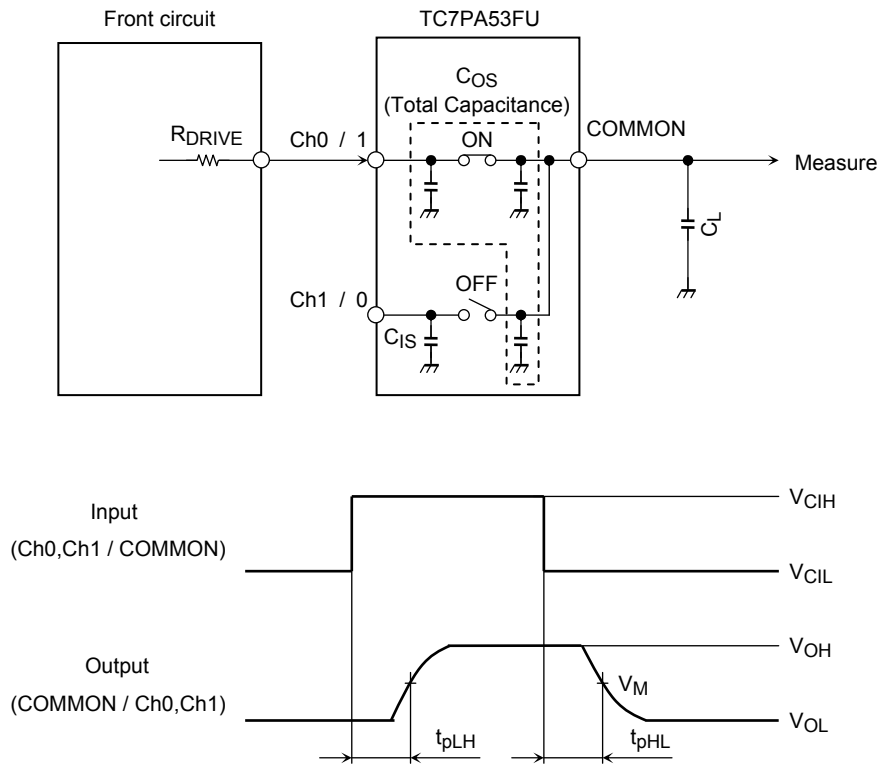 Front circuit
TC7PA53FU
COS
(Total Capacitance)
RDRIVE
Ch0 / 1
ON
COMMON
Measure
CL
Ch1 / 0
OFF
CIS
Input
(Ch0,Ch1 / COMMON)
VCIH
VCIL
Output
(COMMON / Ch0,Ch1)
VOH
VM
VOL
tpLH
tpHL